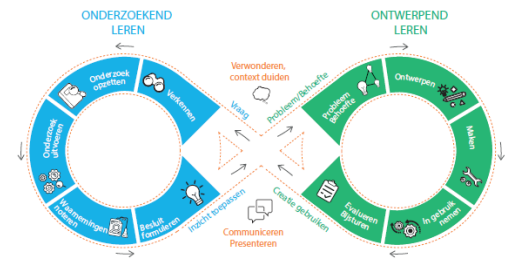 ONDERZOEKEND
LEREN
ONTWERPEND
LEREN
Onderzoek
opzetten
Verkennen
Onderzoek
uitvoeren
Waarnemingen
noteren
Besluit
formuleren
Verwonderen,
context duiden
Vraag
Probleem/Behoefte
Inzicht toepassen
Creatie gebruiken
Communiceren
Presenteren
Probleem
Behoefte
Ontwerpen
Maken
In gebruik
nemen
Evalueren
Bijsturen